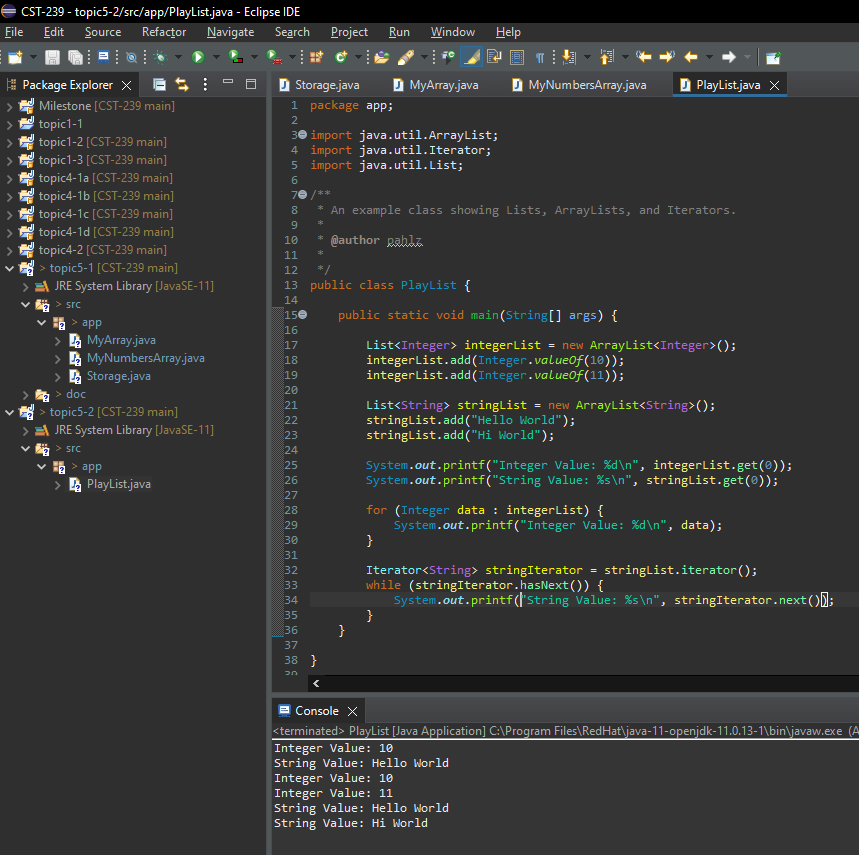 CST-239 - topic5-2/src/app/PlayList.java - Eclipse IDE
File Edit Source Refactor Navigate Search Project Run Window Help
Package Explorer
Milestone [CST-239 main]
topic1-1
topic1-2 [CST-239 main]
topic1-3 [CST-239 main]
topic4-1a [CST-239 main]
topic4-1b [CST-239 main]
topic4-1c [CST-239 main]
topic4-1d [CST-239 main]
topic4-2 [CST-239 main]
> topic5-1 [CST-239 main]
JRE System Library [JavaSE-11]
> src
> app
MyArray.java
MyNumbersArray.java
Storage.java
> doc
> topic5-2 [CST-239 main]
JRE System Library [JavaSE-11]
> src
> app
PlayList.java
Storage.java MyArray.java MyNumbersArray.java PlayList.java
1 package app;
2
3 import java.util.ArrayList;
4 import java.util.Iterator;
5 import java.util.List;
6
7 /**
8 * An example class showing Lists, ArrayLists, and Iterators.
9 *
10 * @author pahlz
11 *
12 */
13 public class PlayList {
14
15 public static void main(String[] args) {
16
17 List<Integer> integerList = new ArrayList<Integer>();
18 integerList.add(Integer.valueOf(10));
19 integerList.add(Integer.valueOf(11));
20
21 List<String> stringList = new ArrayList<String>();
22 stringList.add("Hello World");
23 stringList.add("Hi World");
24
25 System.out.printf("Integer Value: %d\n", integerList.get(0));
26 System.out.printf("String Value: %s\n", stringList.get(0));
27
28 for (Integer data : integerList) {
29 System.out.printf("Integer Value: %d\n", data);
30 }
31
32 Iterator<String> stringIterator = stringList.iterator();
33 while (stringIterator.hasNext()) {
34 System.out.printf("String Value: %s\n", stringIterator.next());
35 }
36 }
37
38 }
39
Console
<terminated> PlayList [Java Application] C:\Program Files\RedHat\java-11-openjdk-11.0.13-1\bin\javaw.exe (A
Integer Value: 10
String Value: Hello World
Integer Value: 10
Integer Value: 11
String Value: Hello World
String Value: Hi World